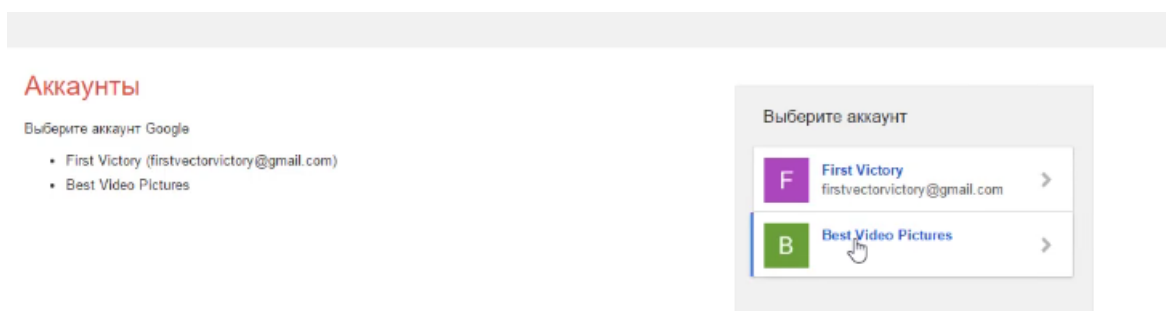 Аккаунты
Выберите аккаунт Google
• First Victory (firstvectorvictory@gmail.com)
• Best Video Pictures
Выберите аккаунт
F
First Victory
firstvectorvictory@gmail.com
B
Best Video Pictures